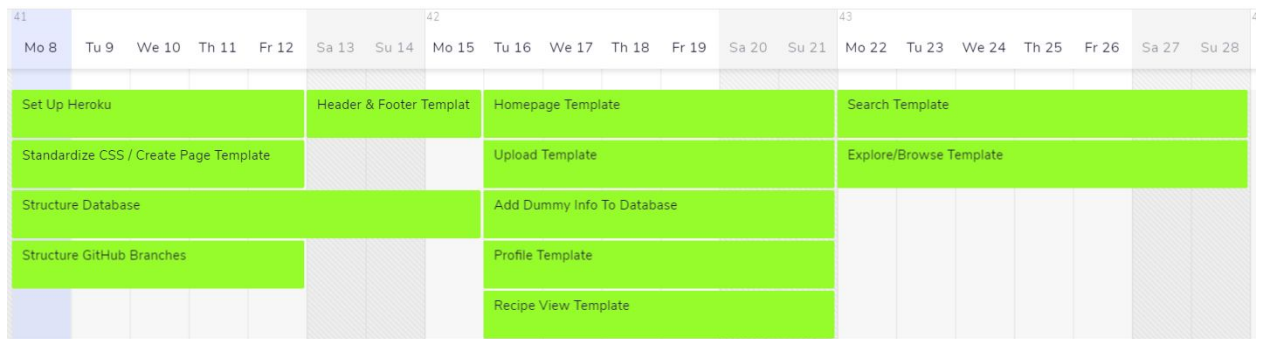 41 42 43
Mo 8 Tu 9 We 10 Th 11 Fr 12 Sa 13 Su 14 Mo 15 Tu 16 We 17 Th 18 Fr 19 Sa 20 Su 21 Mo 22 Tu 23 We 24 Th 25 Fr 26 Sa 27 Su 28
Set Up Heroku Header & Footer Templat Homepage Template Search Template
Standardize CSS / Create Page Template Upload Template Explore/Browse Template
Structure Database Add Dummy Info To Database
Structure GitHub Branches Profile Template
Recipe View Template